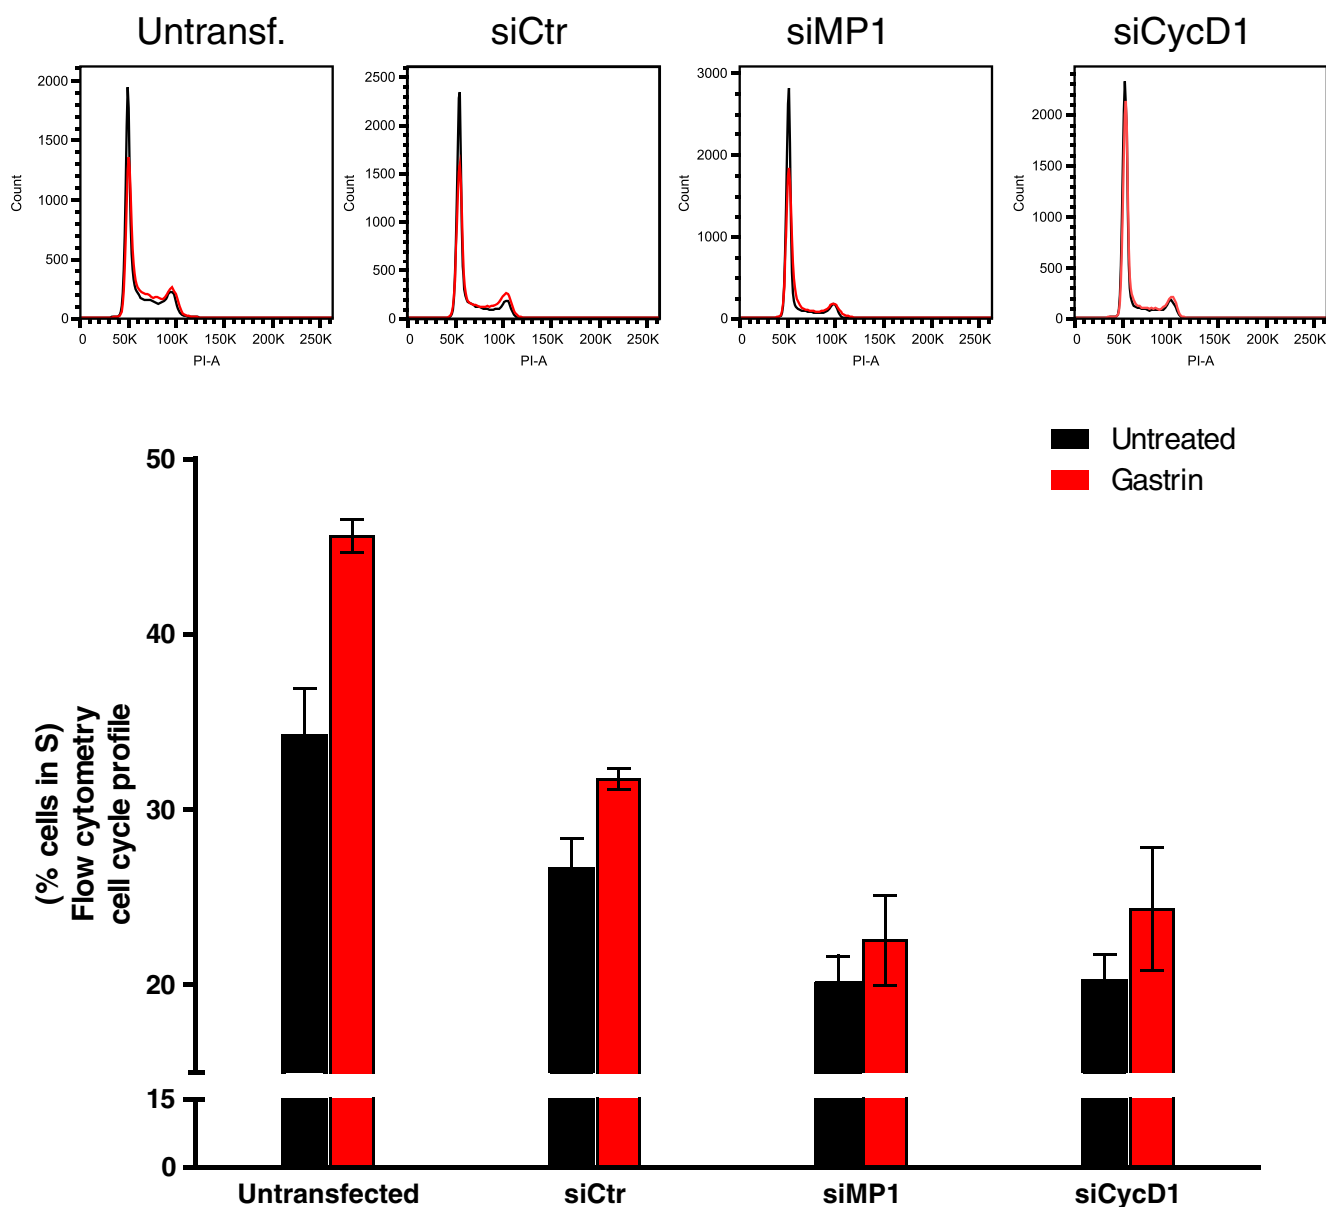 Untransf.
siCtr
siMP1
siCycD1
2000
1500
1000
500
0
Count
0 50K 100K 150K 200K 250K
PI-A
2500
2000
1500
1000
500
0
Count
0 50K 100K 150K 200K 250K
PI-A
3000
2000
1000
0
Count
0 50K 100K 150K 200K 250K
PI-A
2000
1500
1000
500
0
Count
0 50K 100K 150K 200K 250K
PI-A
Untreated
Gastrin
(% cells in S)
Flow cytometry
cell cycle profile
50
40
30
20
15
0
Untransfected
siCtr
siMP1
siCycD1